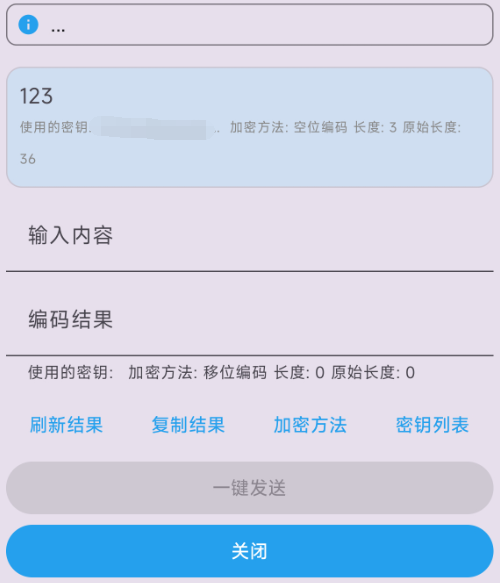 ...
123
使用的密钥. .. 加密方法: 空位编码 长度: 3 原始长度:
36
输入内容
编码结果
使用的密钥: 加密方法: 移位编码 长度: 0 原始长度: 0
刷新结果 复制结果 加密方法 密钥列表
一键发送
关闭